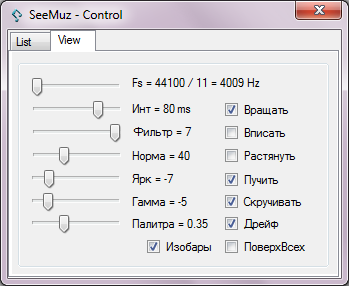 SeeMuz - Control
List View
Fs = 44100 / 11 = 4009 Hz
Инт = 80 ms Вращать
Фильтр = 7 Вписать
Норма = 40 Растянуть
Ярк = -7 Пучить
Гамма = -5 Скручивать
Палитра = 0.35 Дрейф
Изобары ПоверхВсех